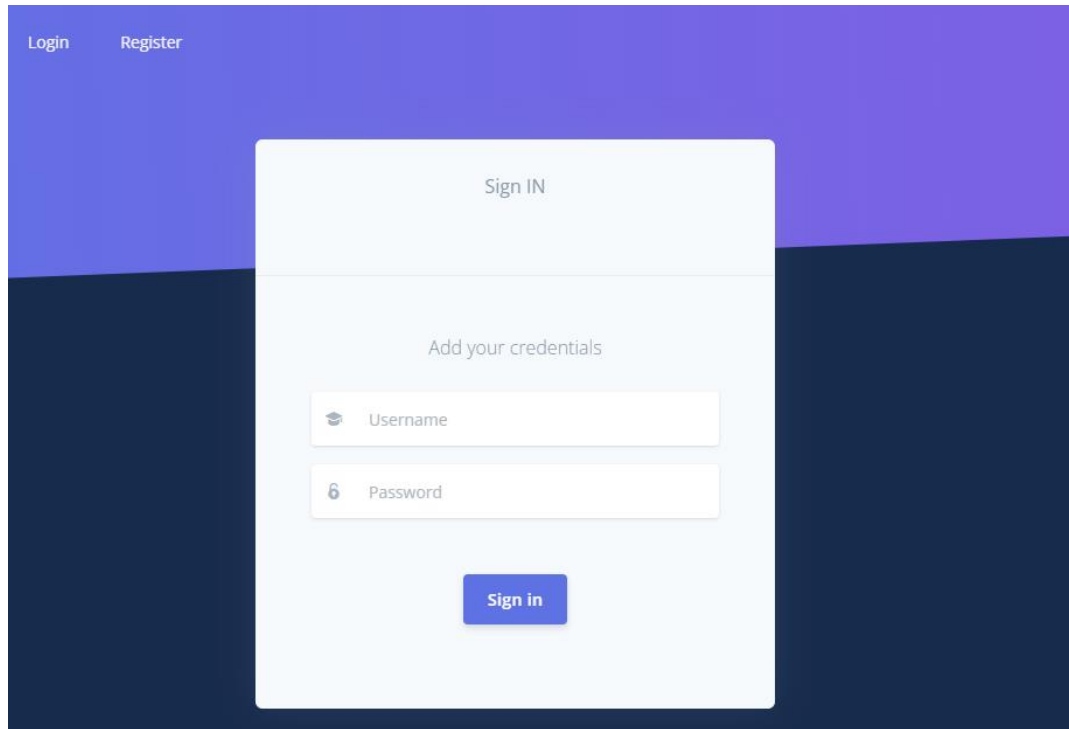 Login Register
Sign IN
Add your credentials
Username
Password
Sign in